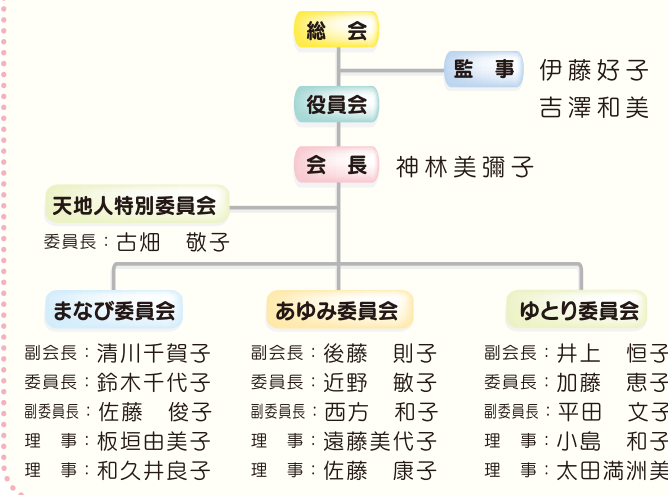 総　会
監　事　伊藤好子
吉澤和美
役員会
会　長　神林美彌子
天地人特別委員会
委員長：古畑　敬子
まなび委員会
副会長：清川千賀子
委員長：鈴木千代子
副委員長：佐藤　俊子
理　事：板垣由美子
理　事：和久井良子
あゆみ委員会
副会長：後藤　則子
委員長：近野　敏子
副委員長：西方　和子
理　事：遠藤美代子
理　事：佐藤　康子
ゆとり委員会
副会長：井上　恒子
委員長：加藤　恵子
副委員長：平田　文子
理　事：小島　和子
理　事：太田満洲美